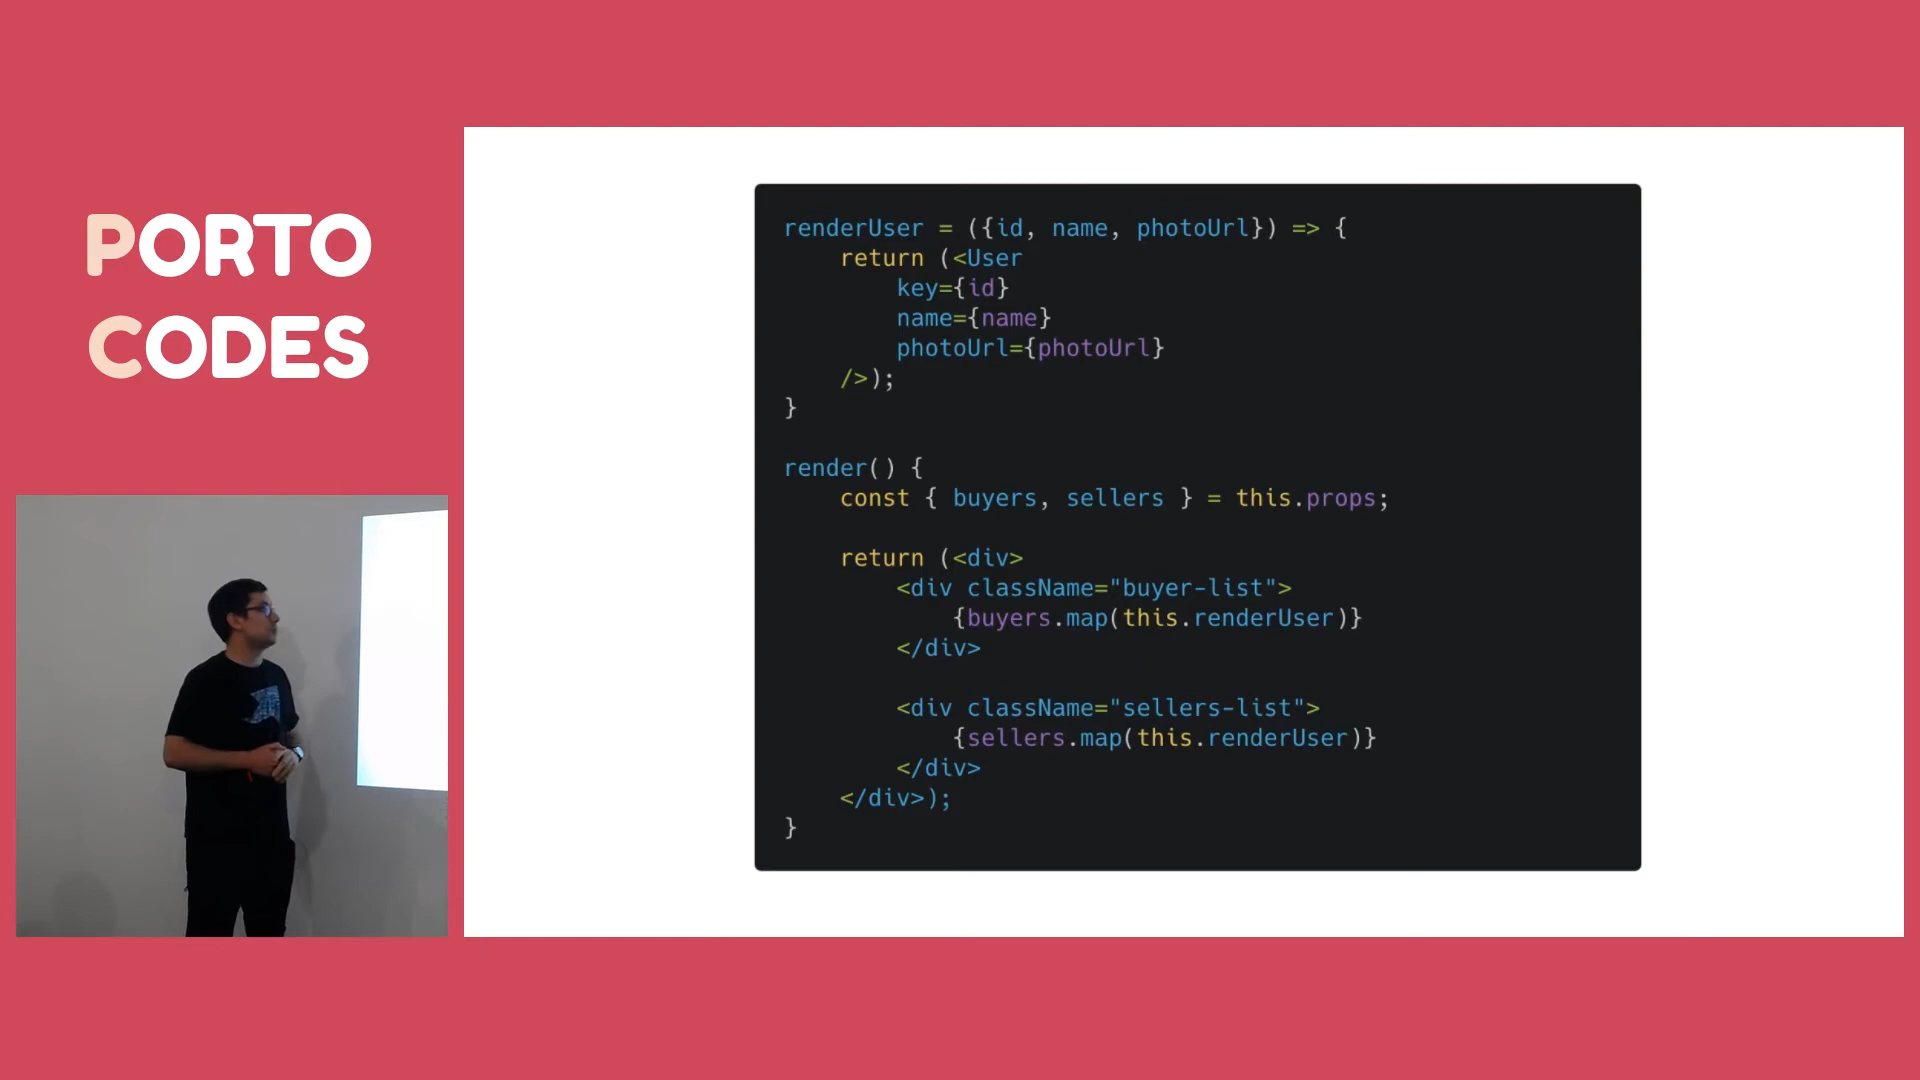 PORTO
CODES
renderUser = ({id, name, photoUrl}) => {
    return (<User
        key={id}
        name={name}
        photoUrl={photoUrl}
    />);
}
render() {
    const { buyers, sellers } = this.props;
    return (<div>
        <div className="buyer-list">
            {buyers.map(this.renderUser)}
        </div>
        <div className="sellers-list">
            {sellers.map(this.renderUser)}
        </div>
    </div>);
}